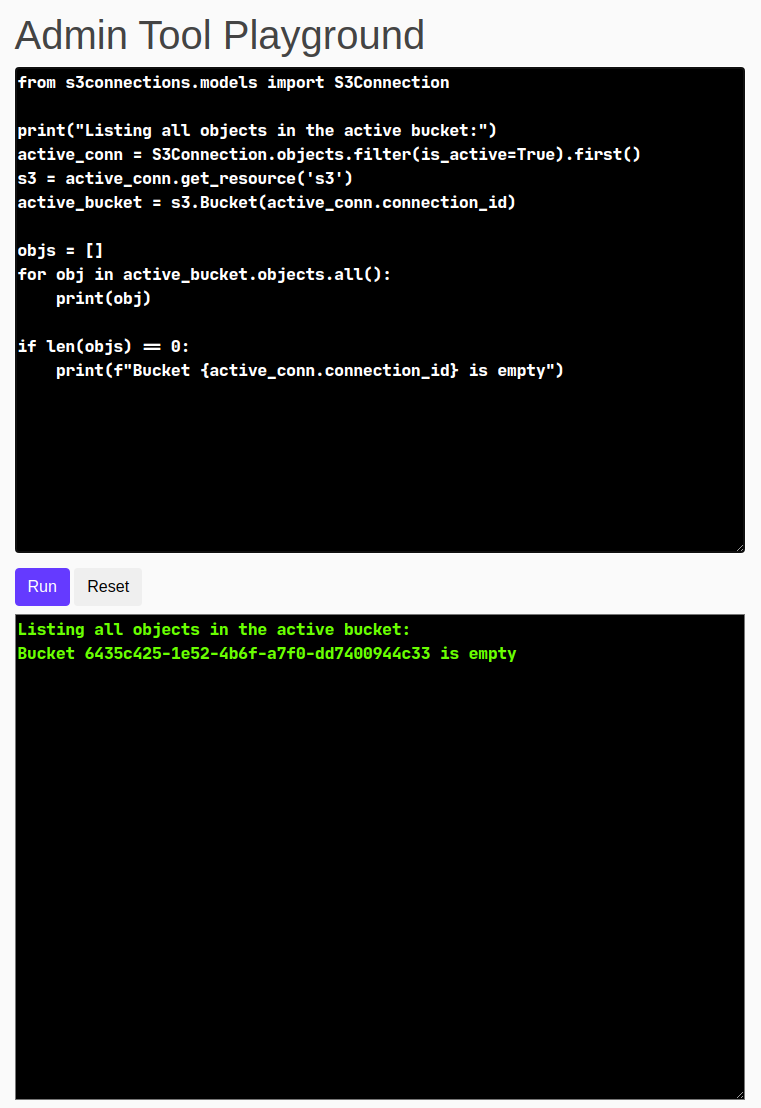 Admin Tool Playground
from s3connections.models import S3Connection
print("Listing all objects in the active bucket:")
active_conn = S3Connection.objects.filter(is_active=True).first()
s3 = active_conn.get_resource('s3')
active_bucket = s3.Bucket(active_conn.connection_id)
objs = []
for obj in active_bucket.objects.all():
    print(obj)
if len(objs) == 0:
    print(f"Bucket {active_conn.connection_id} is empty")
Run Reset
Listing all objects in the active bucket:
Bucket 6435c425-1e52-4b6f-a7f0-dd7400944c33 is empty